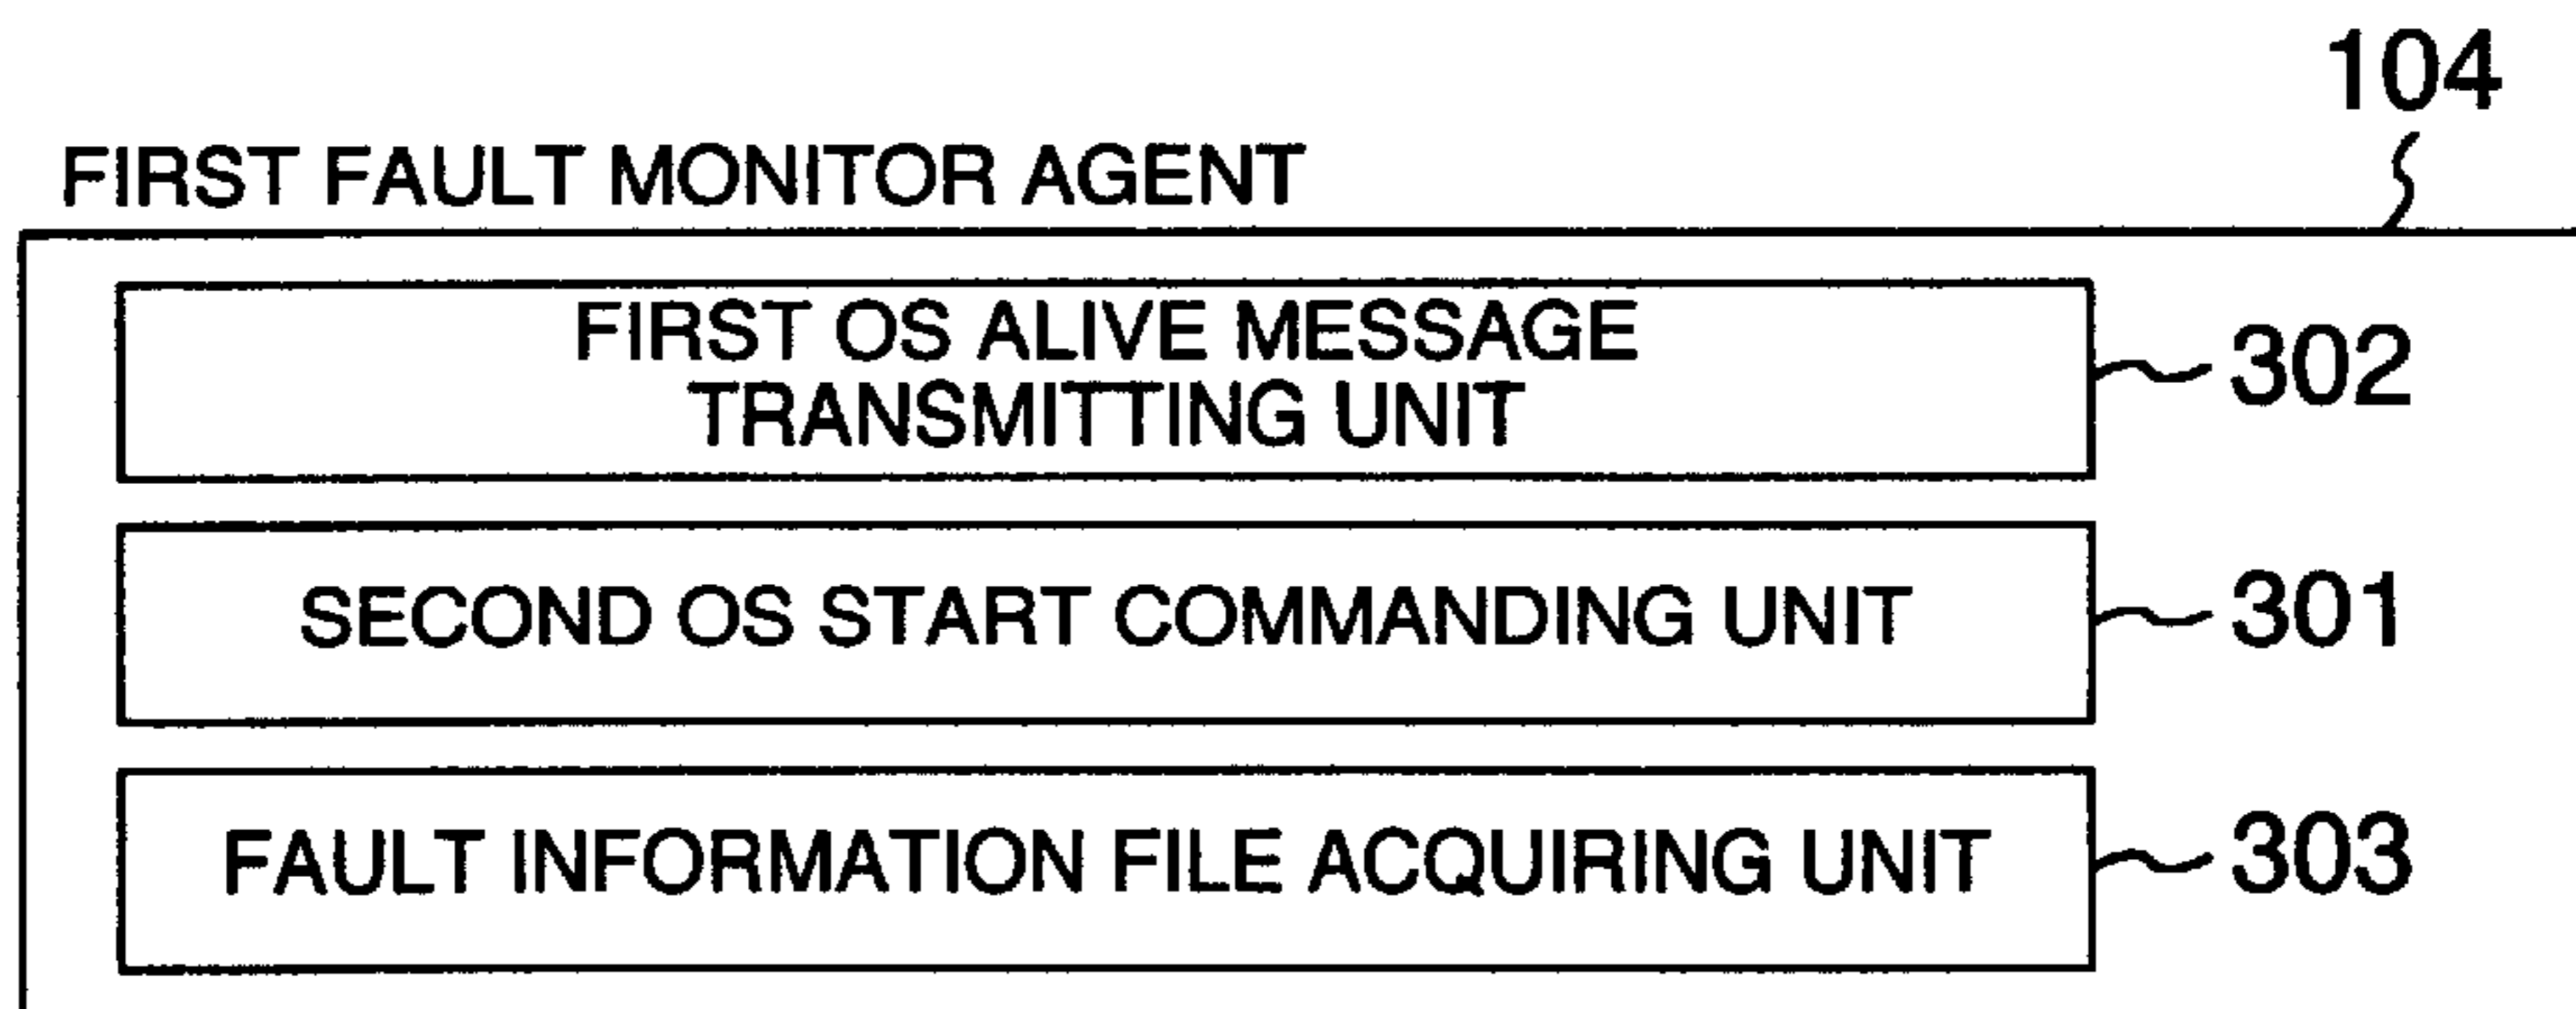 104
FIRST FAULT MONITOR AGENT
FIRST OS ALIVE MESSAGE
TRANSMITTING UNIT
302
SECOND OS START COMMANDING UNIT
301
FAULT INFORMATION FILE ACQUIRING UNIT
303